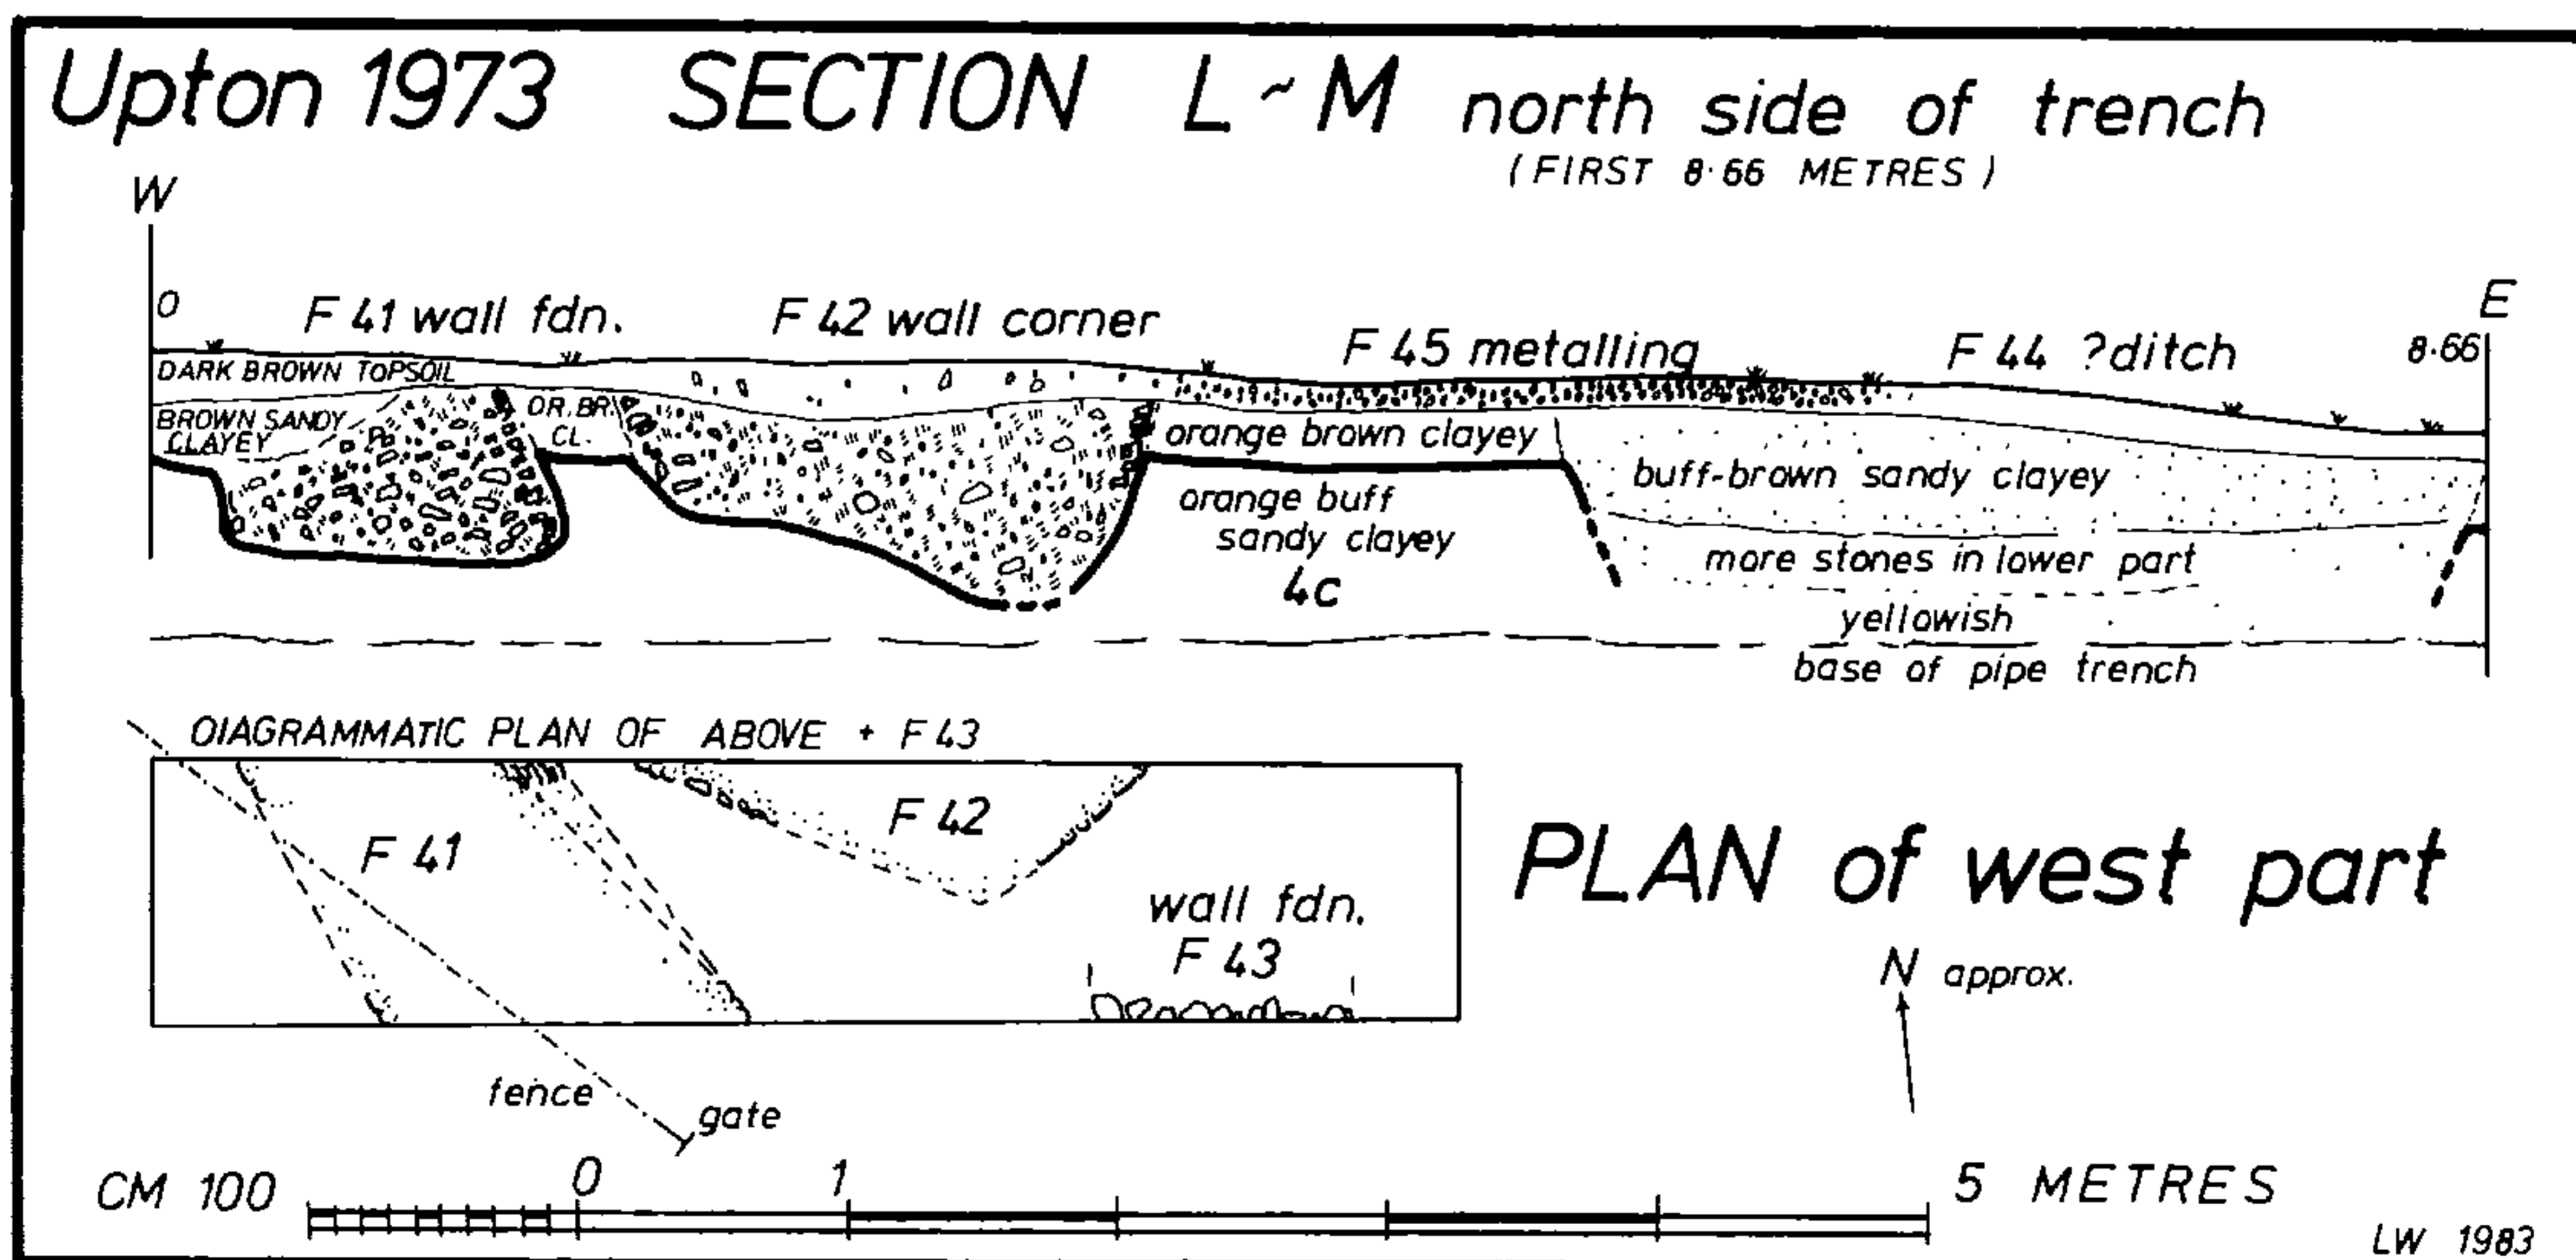 Upton 1973 SECTION L~M north side of trench
(FIRST 8·66 METRES)
W
E
0
F 41 wall fdn.
F 42 wall corner
F 45 metalling
F 44 ?ditch
8·66
DARK BROWN TOPSOIL
BROWN SANDY
CLAYEY
OR. BR.
CL.
orange brown clayey
orange buff
sandy clayey
4c
buff-brown sandy clayey
more stones in lower part
yellowish
base of pipe trench
DIAGRAMMATIC PLAN OF ABOVE + F 43
F 41
F 42
wall fdn.
F 43
PLAN of west part
N approx.
fence
gate
CM 100 0 1 5 METRES
LW 1983